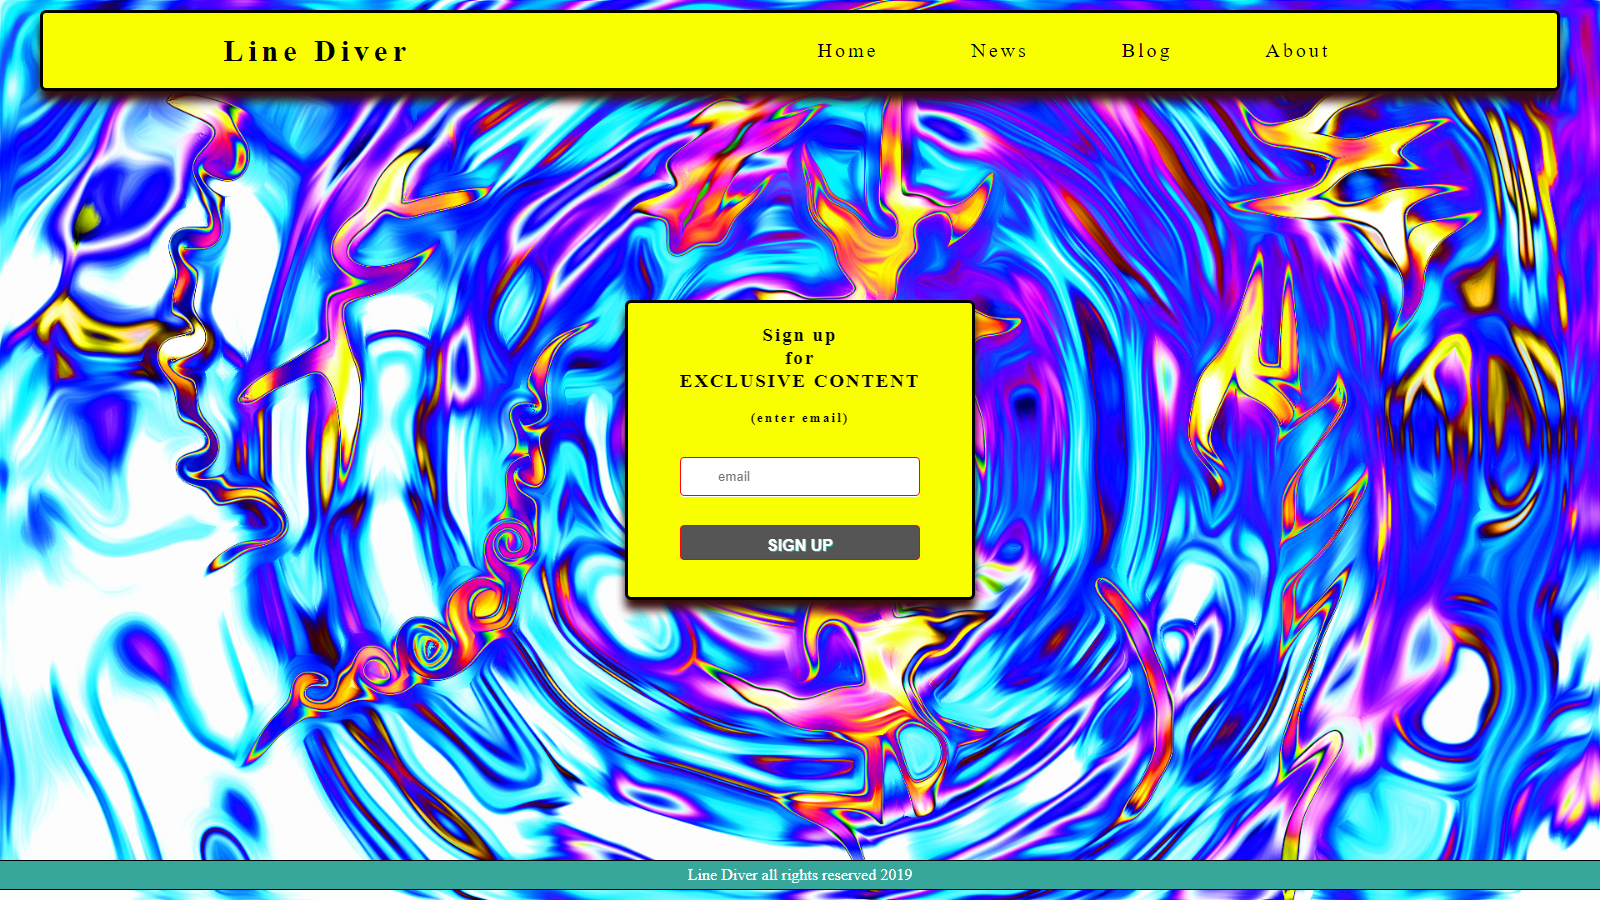 Line Diver
Home
News
Blog
About
Sign up
for
EXCLUSIVE CONTENT
(enter email)
email
SIGN UP
Line Diver all rights reserved 2019